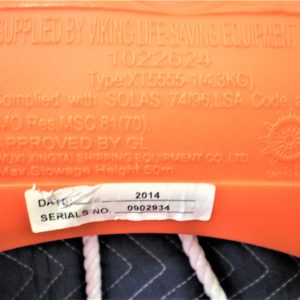 SUPPLIED BY VIKING LIFE-SAVING EQUIPMENT
1022624
Type:XT5555-1(4.3KG)
Complied with SOLAS 74/96,LSA Code
IMO Res.MSC.81(70).
APPROVED BY GL
WUXI XINGTAI SHIPPING EQUIPMENT CO.,LTD
Max Stowage Height 50m
DATE: 2014
SERIALS NO. 0902934